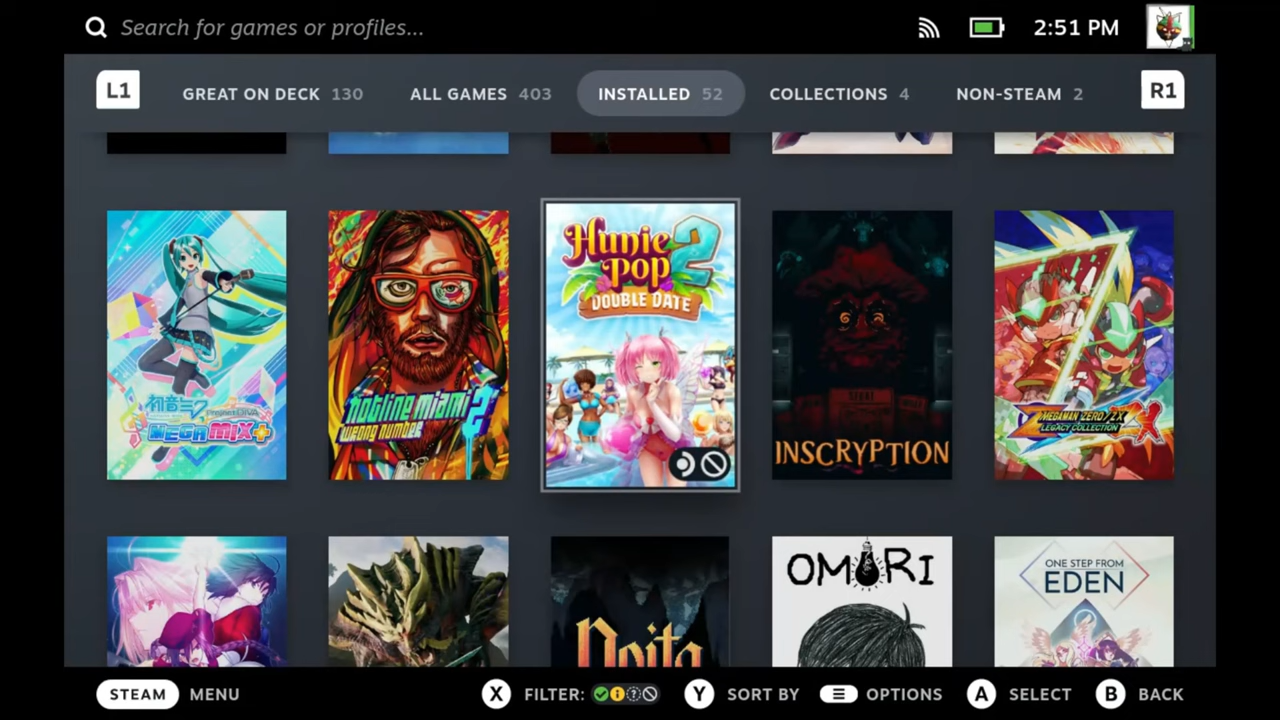 Search for games or profiles...
2:51 PM
L1
GREAT ON DECK 130
ALL GAMES 403
INSTALLED 52
COLLECTIONS 4
NON-STEAM 2
R1
初音ミク Project DIVA
MEGA MIX+
hotline miami 2
wrong number
Hunie
Pop 2
DOUBLE DATE
INSCRYPTION
MEGAMAN ZERO/ZX
LEGACY COLLECTION
Noita
OMORI
ONE STEP FROM
EDEN
STEAM MENU
X FILTER:
Y SORT BY
OPTIONS
A SELECT
B BACK